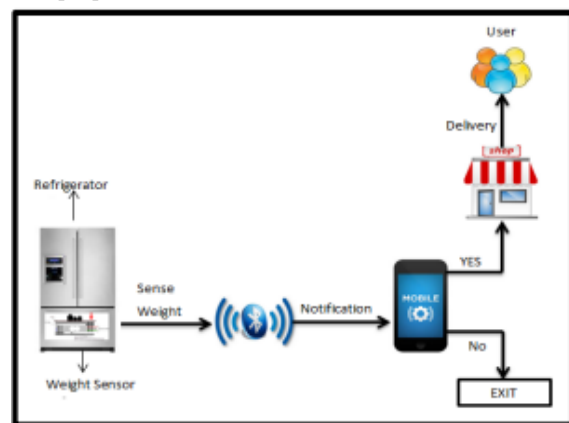 User
Delivery
shop
Refrigerator
YES
Sense
Weight
Notification
MOBILE
No
Weight Sensor
EXIT